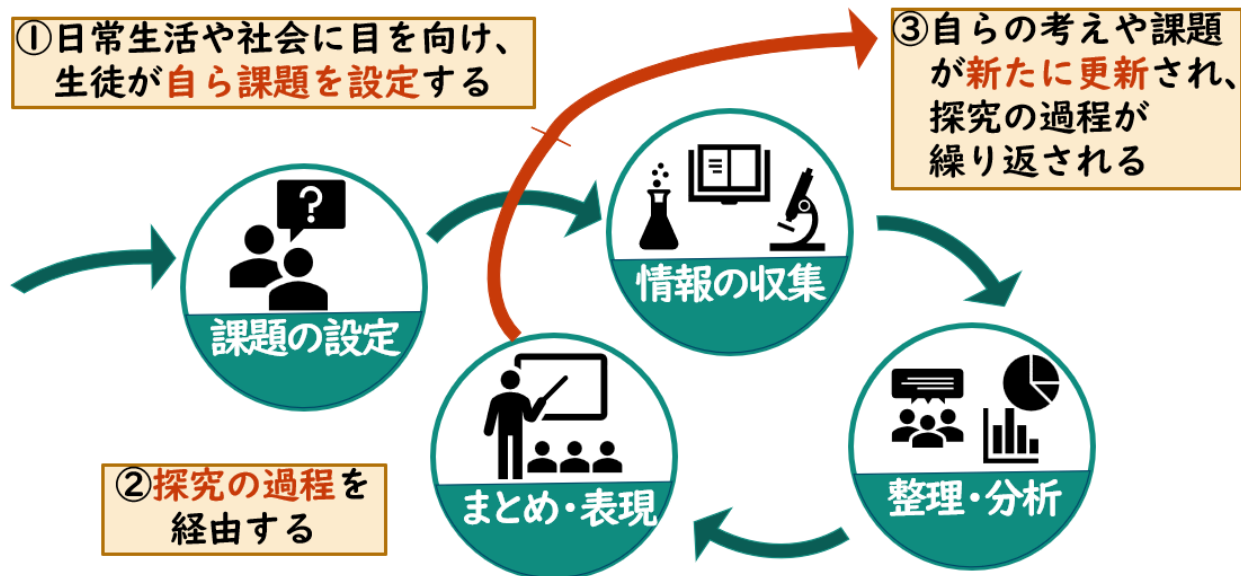 ①日常生活や社会に目を向け、
生徒が自ら課題を設定する
③自らの考えや課題
が新たに更新され、
探究の過程が
繰り返される
?
課題の設定
情報の収集
整理・分析
まとめ・表現
②探究の過程を
経由する